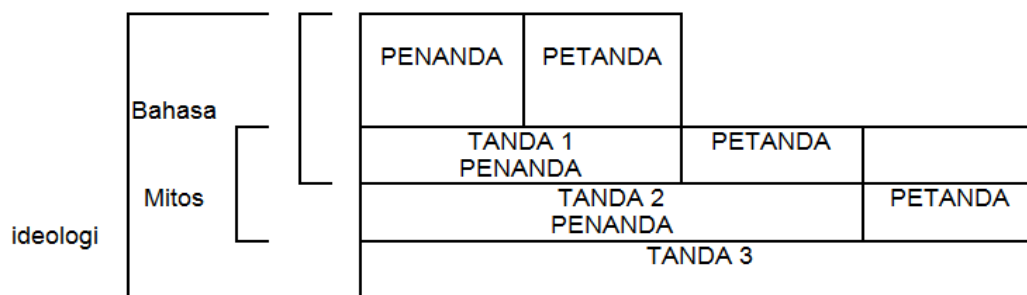 PENANDA PETANDA
Bahasa
TANDA 1 PETANDA
PENANDA
Mitos TANDA 2 PETANDA
PENANDA
ideologi
TANDA 3